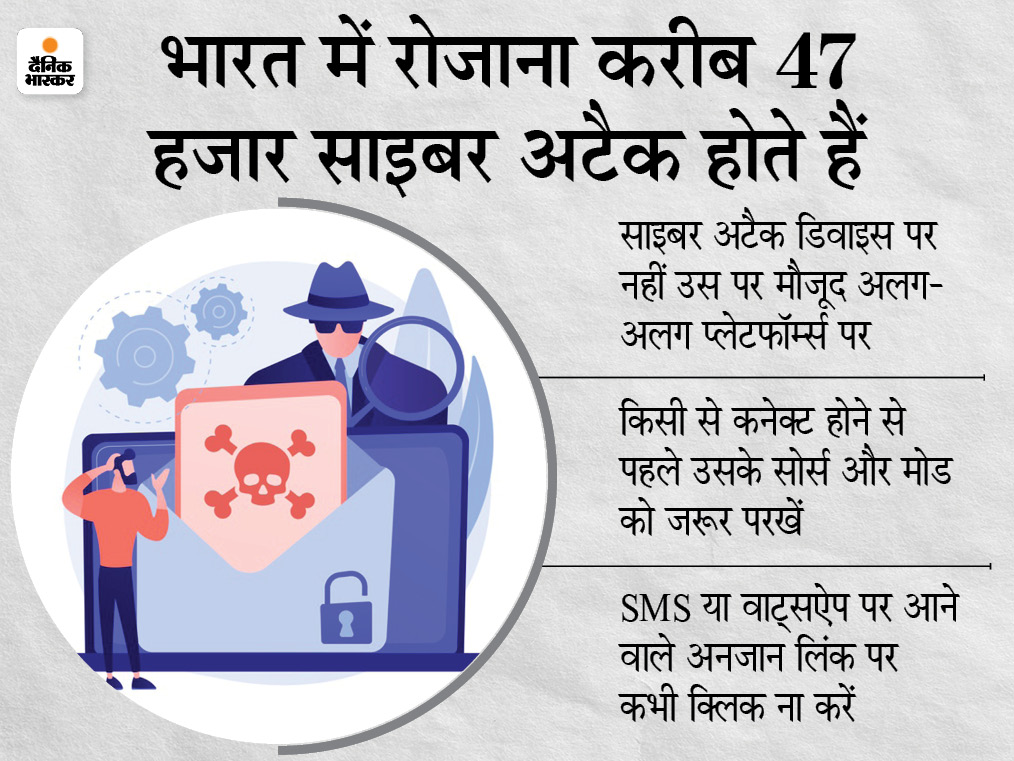 दैनिक
भास्कर
भारत में रोजाना करीब 47
हजार साइबर अटैक होते हैं
साइबर अटैक डिवाइस पर
नहीं उस पर मौजूद अलग-
अलग प्लेटफॉर्म्स पर
किसी से कनेक्ट होने से
पहले उसके सोर्स और मोड
को जरूर परखें
SMS या वाट्सऐप पर आने
वाले अनजान लिंक पर
कभी क्लिक ना करें